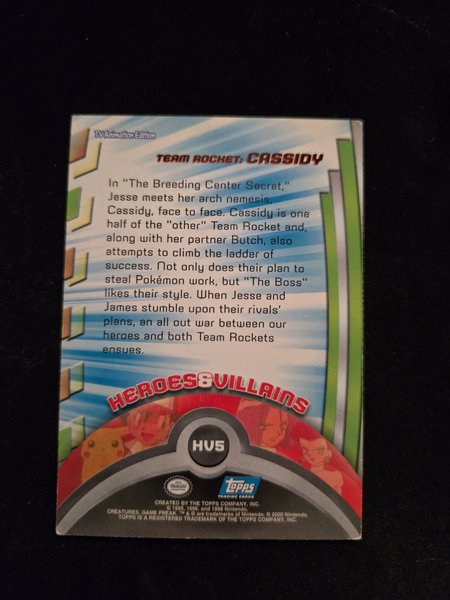 TV Animation Edition
TEAM ROCKET: CASSIDY
In "The Breeding Center Secret,"
Jesse meets her arch nemesis,
Cassidy, face to face. Cassidy is one
half of the "other" Team Rocket and,
along with her partner Butch, also
attempts to climb the ladder of
success. Not only does their plan to
steal Pokémon work, but "The Boss"
likes their style. When Jesse and
James stumble upon their rivals'
plans, an all out war between our
heroes and both Team Rockets
ensues.
HEROES&VILLAINS
HV5
Topps
TRADING CARDS
CREATED BY THE TOPPS COMPANY, INC.
© 1995, 1996, and 1998 Nintendo,
CREATURES, GAME FREAK. ™ & ® are trademarks of Nintendo. © 2000 Nintendo.
TOPPS IS A REGISTERED TRADEMARK OF THE TOPPS COMPANY, INC.